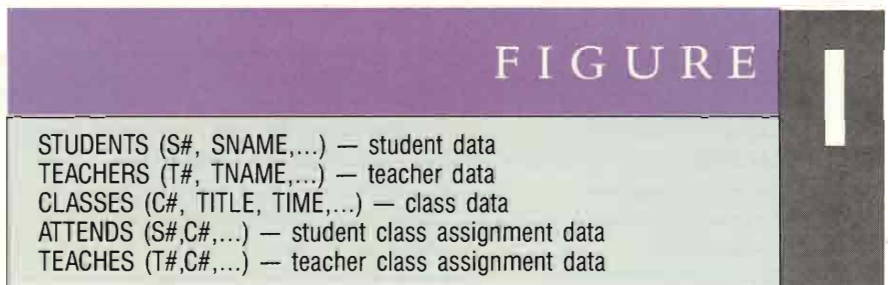 FIGURE 1
STUDENTS (S#, SNAME,...) — student data
TEACHERS (T#, TNAME,...) — teacher data
CLASSES (C#, TITLE, TIME,...) — class data
ATTENDS (S#,C#,...) — student class assignment data
TEACHES (T#,C#,...) — teacher class assignment data